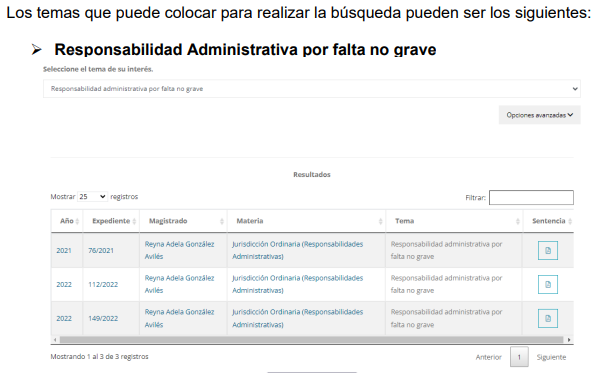 Los temas que puede colocar para realizar la búsqueda pueden ser los siguientes:
➤ Responsabilidad Administrativa por falta no grave
Seleccione el tema de su interés.
Responsabilidad administrativa por falta no grave
Opciones avanzadas
Resultados
Mostrar 25 registros Filtrar:
Año Expediente Magistrado Materia Tema Sentencia
2021 76/2021 Reyna Adela González Avilés Jurisdicción Ordinaria (Responsabilidades Administrativas) Responsabilidad administrativa por falta no grave
2022 112/2022 Reyna Adela González Avilés Jurisdicción Ordinaria (Responsabilidades Administrativas) Responsabilidad administrativa por falta no grave
2022 149/2022 Reyna Adela González Avilés Jurisdicción Ordinaria (Responsabilidades Administrativas) Responsabilidad administrativa por falta no grave
Mostrando 1 al 3 de 3 registros Anterior 1 Siguiente